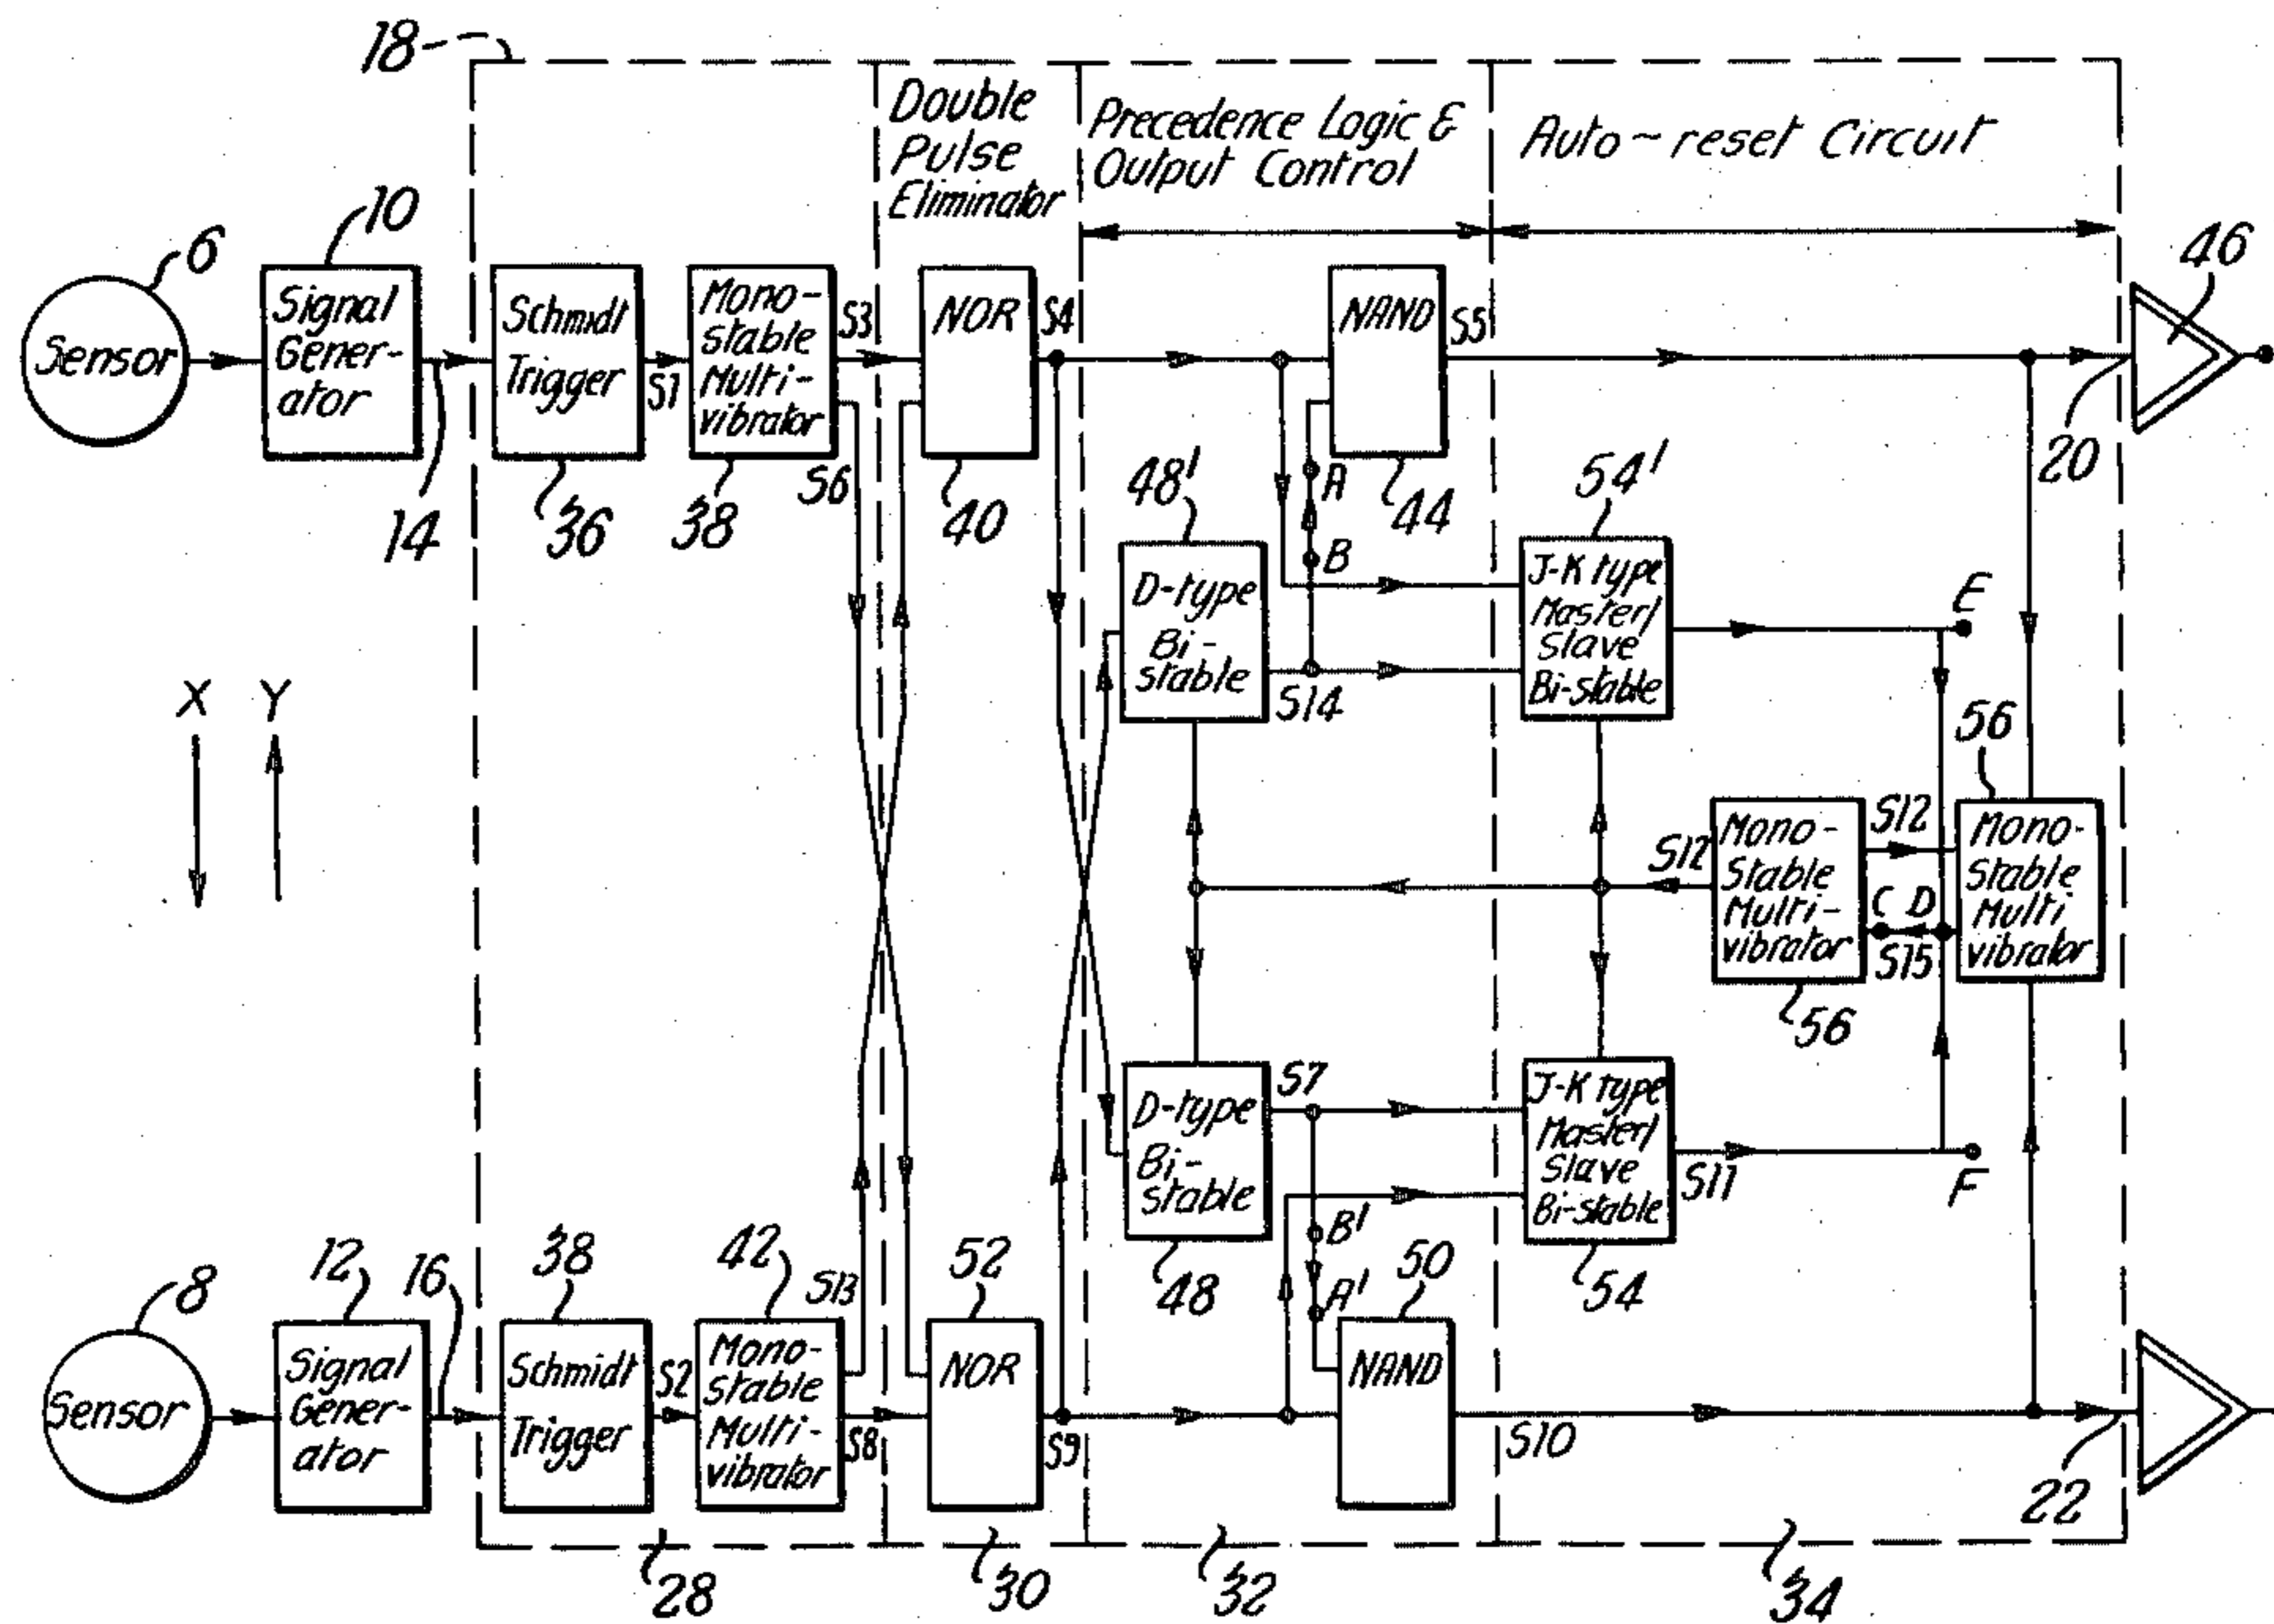 18
Double
Pulse
Eliminator
Precedence Logic &
Output Control
Auto-reset Circuit
6
Sensor
10
Signal
Gener-
ator
14
Schmidt
Trigger
36
S1
Mono-
stable
Multi-
vibrator
38
S3
S6
NOR
40
S4
NAND
44
S5
46
20
A
B
48'
D-type
Bi-
stable
S14
54'
J-K type
Master/
Slave
Bi-stable
E
X
Y
56
S12
Mono-
Stable
Multi-
vibrator
56
S12
C D
S15
Mono-
stable
Multi
vibrator
D-type
Bi-
stable
48
S7
B'
A'
J-K type
Master/
Slave
Bi-stable
54
S11
F
8
Sensor
12
Signal
Gener-
ator
16
38
Schmidt
Trigger
S2
42
Mono-
stable
Multi-
vibrator
S13
S8
52
NOR
S9
50
NAND
S10
22
28
30
32
34